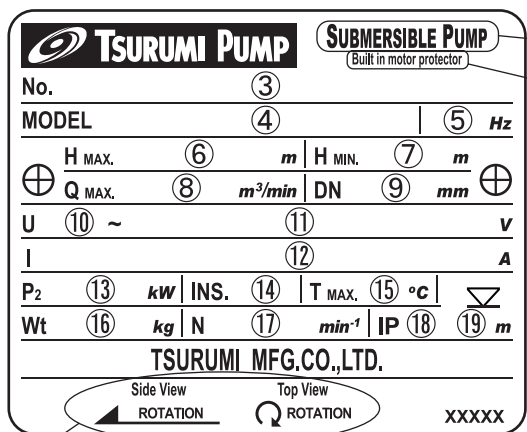 TSURUMI PUMP
SUBMERSIBLE PUMP
Built in motor protector
No. ③
MODEL ④ ⑤ Hz
H MAX. ⑥ m H MIN. ⑦ m
Q MAX. ⑧ m³/min DN ⑨ mm
U ⑩ ~ ⑪ V
I ⑫ A
P₂ ⑬ kW INS. ⑭ T MAX. ⑮ °C
Wt ⑯ kg N ⑰ min⁻¹ IP ⑱ ⑲ m
TSURUMI MFG.CO.,LTD.
Side View Top View
ROTATION ROTATION
XXXXX